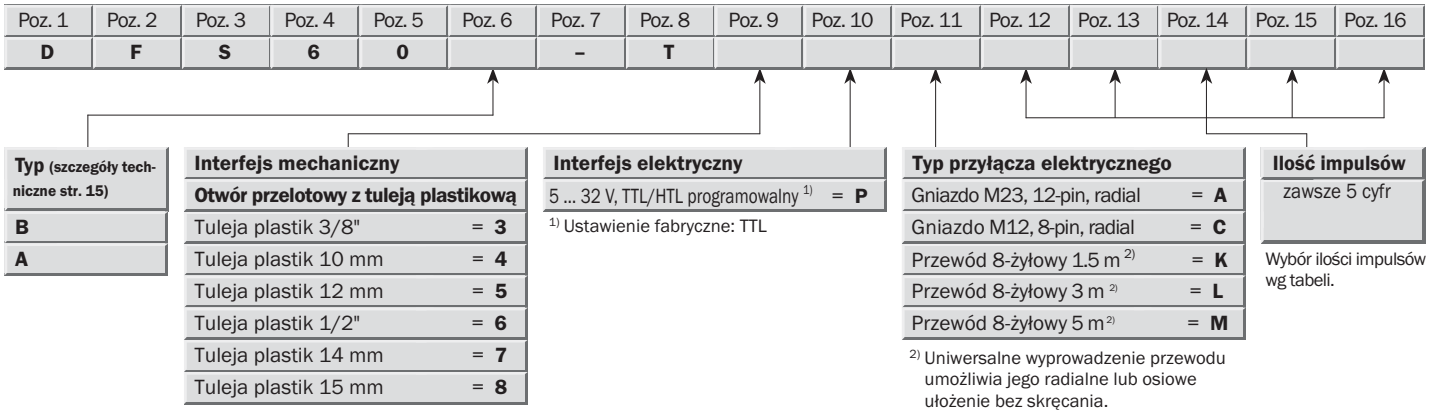 Poz. 1 Poz. 2 Poz. 3 Poz. 4 Poz. 5 Poz. 6 Poz. 7 Poz. 8 Poz. 9 Poz. 10 Poz. 11 Poz. 12 Poz. 13 Poz. 14 Poz. 15 Poz. 16
D F S 6 0 – T
Typ (szczegóły tech-
niczne str. 15)
B
A
Interfejs mechaniczny
Otwór przelotowy z tuleją plastikową
Tuleja plastik 3/8" = 3
Tuleja plastik 10 mm = 4
Tuleja plastik 12 mm = 5
Tuleja plastik 1/2" = 6
Tuleja plastik 14 mm = 7
Tuleja plastik 15 mm = 8
Interfejs elektryczny
5 ... 32 V, TTL/HTL programowalny 1) = P
1) Ustawienie fabryczne: TTL
Typ przyłącza elektrycznego
Gniazdo M23, 12-pin, radial = A
Gniazdo M12, 8-pin, radial = C
Przewód 8-żyłowy 1.5 m 2) = K
Przewód 8-żyłowy 3 m 2) = L
Przewód 8-żyłowy 5 m 2) = M
2) Uniwersalne wyprowadzenie przewodu
umożliwia jego radialne lub osiowe
ułożenie bez skręcania.
Ilość impulsów
zawsze 5 cyfr
Wybór ilości impulsów
wg tabeli.